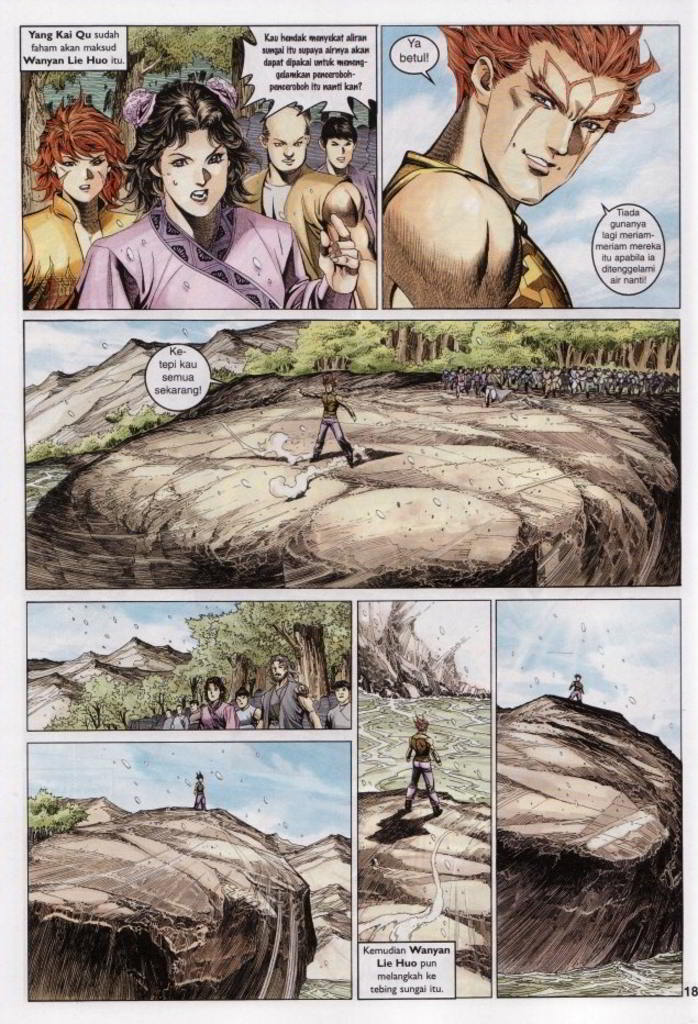 Yang Kai Qu sudah
faham akan maksud
Wanyan Lie Huo itu.
Kau hendak menyekat aliran
sungai itu supaya airnya akan
dapat dipakai untuk meneng-
gelamkan penceroboh-
penceroboh itu nanti kan?
Ya
betul!
Tiada
gunanya
lagi meriam-
meriam mereka
itu apabila ia
ditenggelami
air nanti!
Ke-
tepi kau
semua
sekarang!
Kemudian Wanyan
Lie Huo pun
melangkah ke
tebing sungai itu.
18